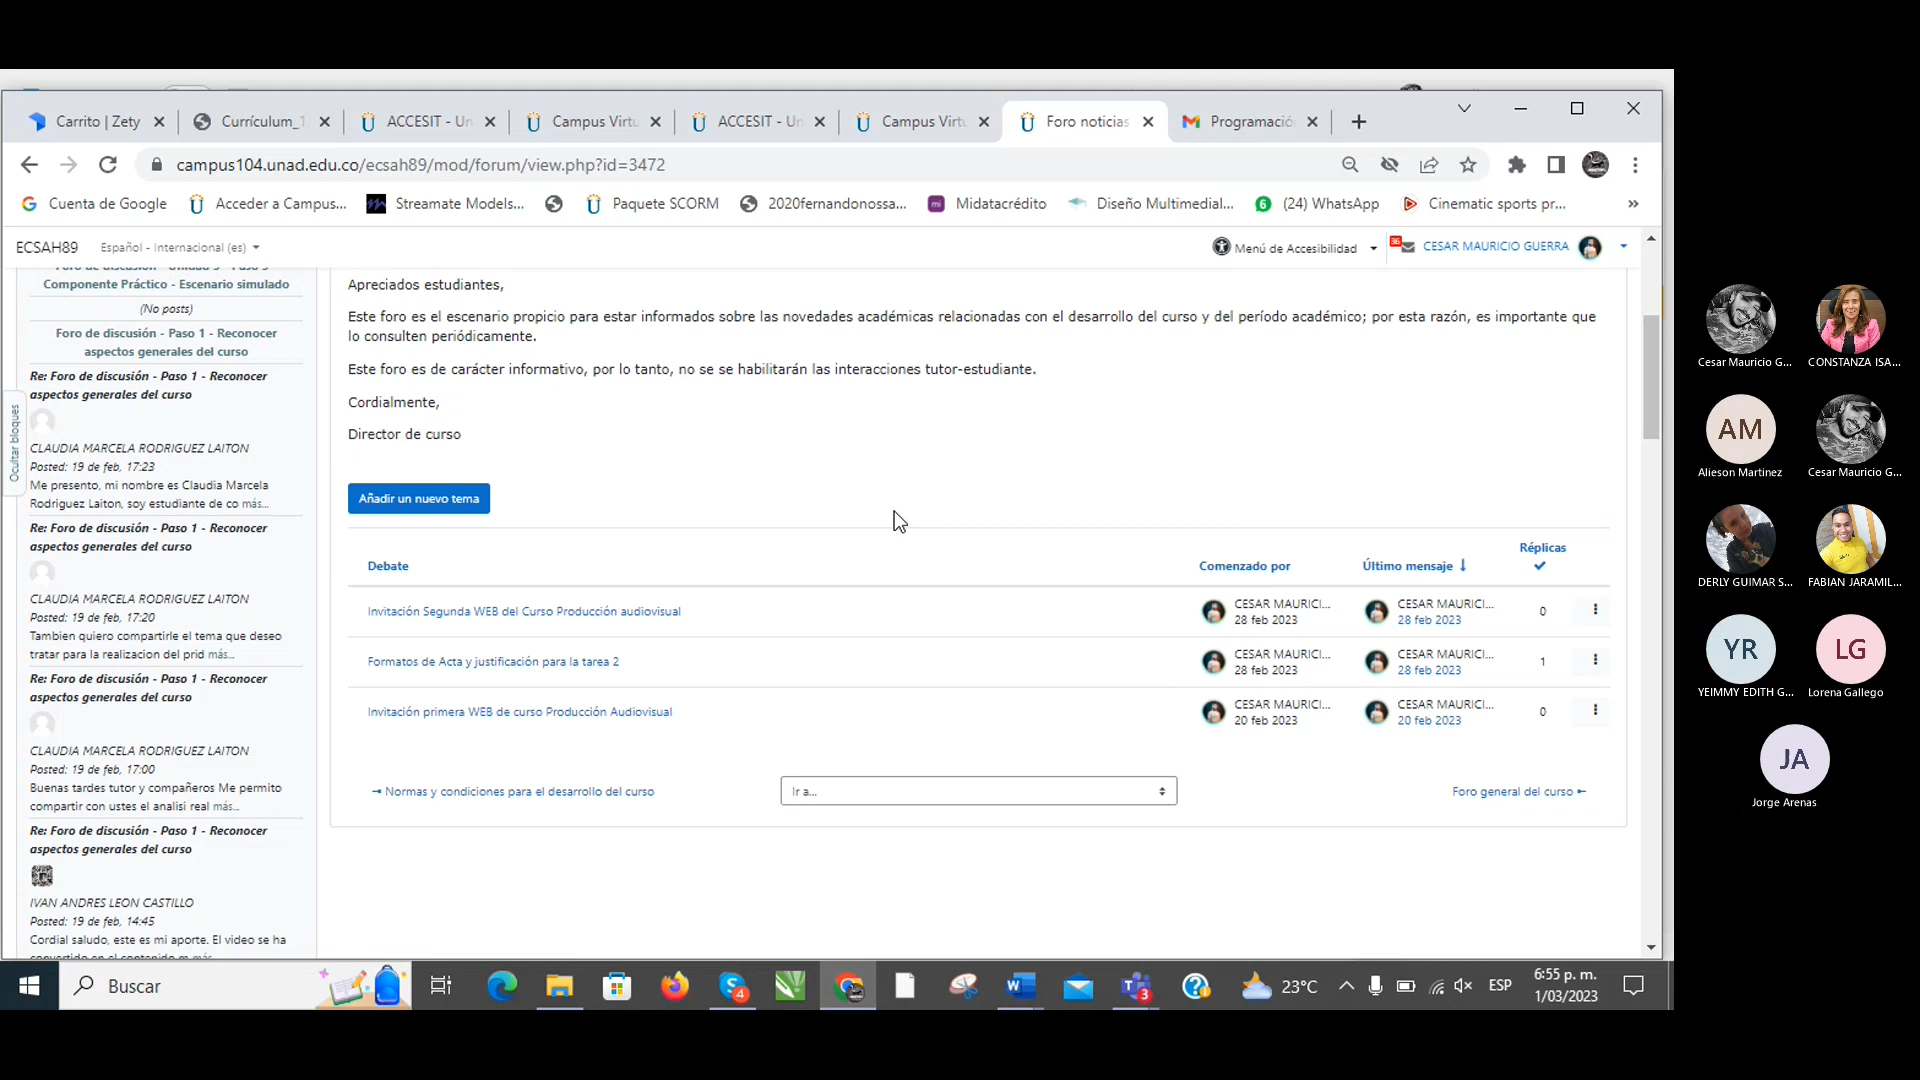 Carrito | Zety
Currículum_1
ACCESIT - Un
Campus Virtu
ACCESIT - Un
Campus Virtu
Foro noticias
Programació
campus104.unad.edu.co/ecsah89/mod/forum/view.php?id=3472
Cuenta de Google
Acceder a Campus...
Streamate Models...
Paquete SCORM
2020fernandonossa...
Midatacrédito
Diseño Multimedial...
(24) WhatsApp
Cinematic sports pr...
»
ECSAH89
Español - Internacional (es)
Menú de Accesibilidad
36
CESAR MAURICIO GUERRA
Ocultar bloques
Foro de discusión - Unidad 3 - Paso 5
Componente Práctico - Escenario simulado
(No posts)
Foro de discusión - Paso 1 - Reconocer
aspectos generales del curso
Re: Foro de discusión - Paso 1 - Reconocer
aspectos generales del curso
CLAUDIA MARCELA RODRIGUEZ LAITON
Posted: 19 de feb, 17:23
Me presento, mi nombre es Claudia Marcela
Rodriguez Laiton, soy estudiante de co más...
Re: Foro de discusión - Paso 1 - Reconocer
aspectos generales del curso
CLAUDIA MARCELA RODRIGUEZ LAITON
Posted: 19 de feb, 17:20
Tambien quiero compartirle el tema que deseo
tratar para la realizacion del prid más...
Re: Foro de discusión - Paso 1 - Reconocer
aspectos generales del curso
CLAUDIA MARCELA RODRIGUEZ LAITON
Posted: 19 de feb, 17:00
Buenas tardes tutor y compañeros Me permito
compartir con ustes el analisi real más...
Re: Foro de discusión - Paso 1 - Reconocer
aspectos generales del curso
IVAN ANDRES LEON CASTILLO
Posted: 19 de feb, 14:45
Cordial saludo, este es mi aporte. El video se ha
convertido en el contenido m más...
Apreciados estudiantes,
Este foro es el escenario propicio para estar informados sobre las novedades académicas relacionadas con el desarrollo del curso y del período académico; por esta razón, es importante que
lo consulten periódicamente.
Este foro es de carácter informativo, por lo tanto, no se se habilitarán las interacciones tutor-estudiante.
Cordialmente,
Director de curso
Añadir un nuevo tema
Debate
Comenzado por
Último mensaje
Réplicas
Invitación Segunda WEB del Curso Producción audiovisual
CESAR MAURICI...
28 feb 2023
CESAR MAURICI...
28 feb 2023
0
Formatos de Acta y justificación para la tarea 2
CESAR MAURICI...
28 feb 2023
CESAR MAURICI...
28 feb 2023
1
Invitación primera WEB de curso Producción Audiovisual
CESAR MAURICI...
20 feb 2023
CESAR MAURICI...
20 feb 2023
0
Normas y condiciones para el desarrollo del curso
Ir a...
Foro general del curso
Cesar Mauricio G...
CONSTANZA ISA...
AM
Alieson Martinez
Cesar Mauricio G...
DERLY GUIMAR S...
FABIAN JARAMIL...
YR
YEIMMY EDITH G...
LG
Lorena Gallego
JA
Jorge Arenas
Buscar
4
3
23°C
ESP
6:55 p. m.
1/03/2023